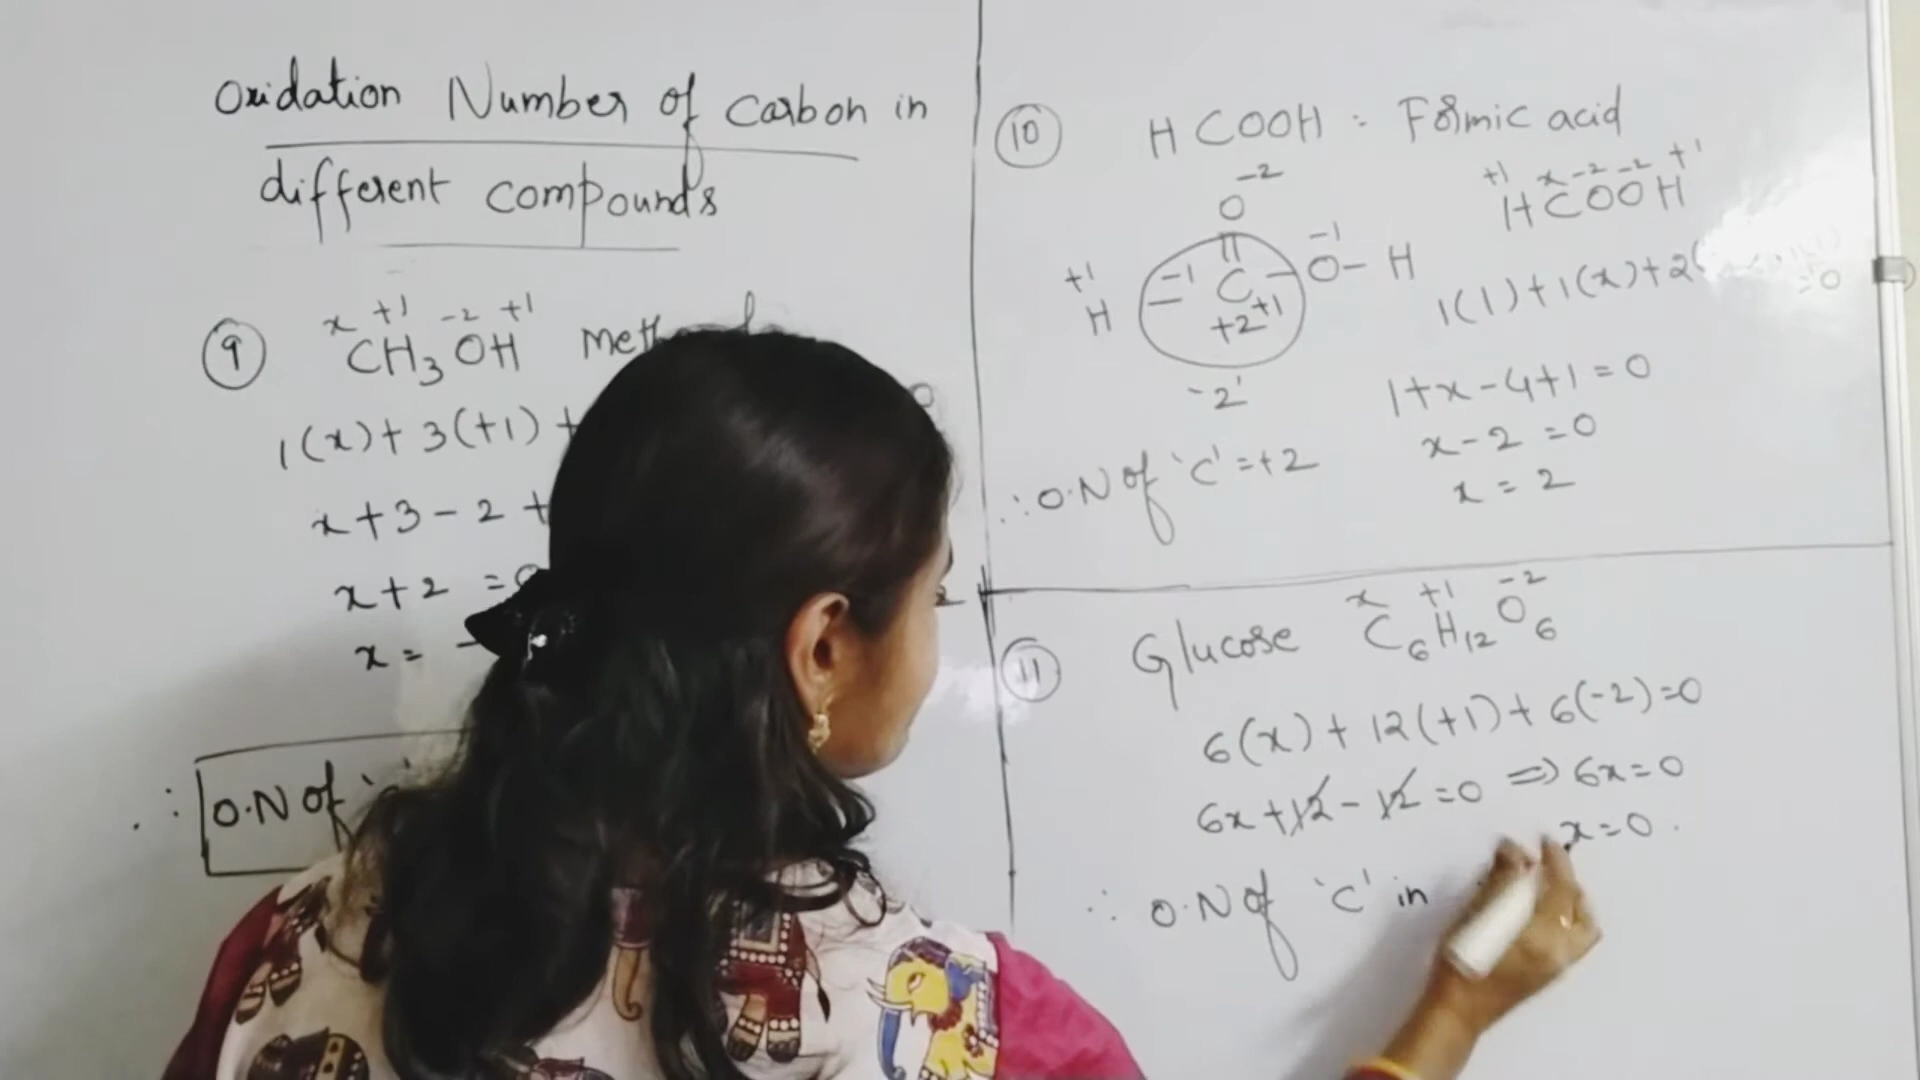 Oxidation Number of Carbon in
different compounds
9
x +1 -2 +1
CH3OH
1(x)+ 3(+1) +
x+3-2+
x+2 =0
x = -
∴ O.N of 'C'
10 HCOOH : Formic acid
-2
O
+1 -1 C -O-H -1
H +2 +1
-2
+1 x -2 -2 +1
HCOOH
1(1)+1(x)+2(
=0
1+x-4+1=0
x-2=0
x=2
∴ O.N of 'C'=+2
x +1 -2
11 Glucose C6H12O6
6(x)+12(+1)+6(-2)=0
6x+12-12=0 => 6x=0
x=0.
∴ O.N of 'C' in